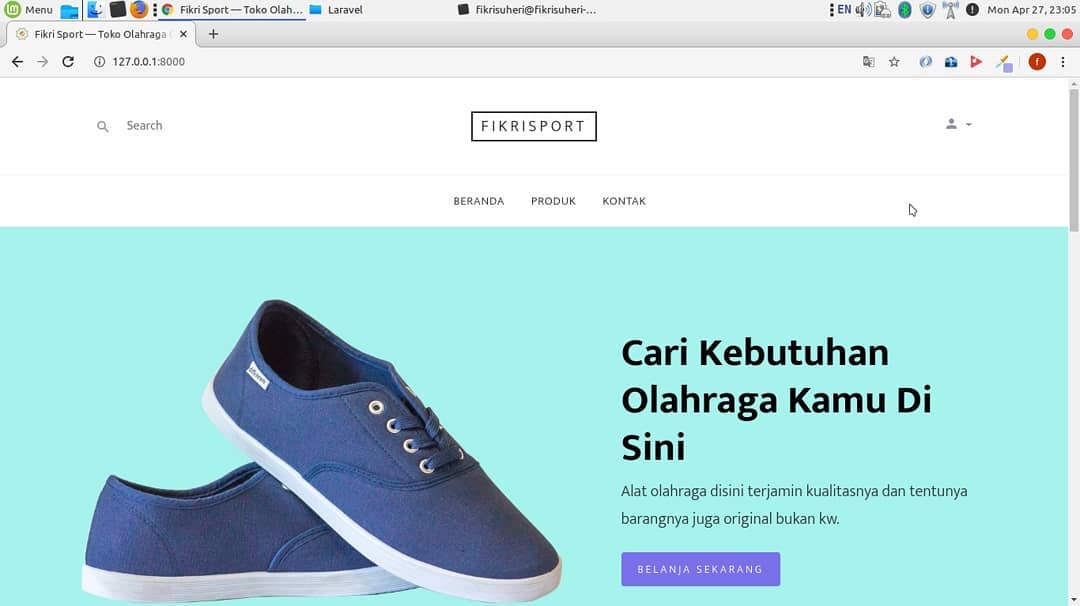 Menu
Fikri Sport — Toko Olah...
Laravel
fikrisuheri@fikrisuheri-...
EN
Mon Apr 27, 23:05
Fikri Sport — Toko Olahraga
127.0.0.1:8000
f
Search
FIKRISPORT
BERANDA PRODUK KONTAK
Cari Kebutuhan
Olahraga Kamu Di
Sini
Alat olahraga disini terjamin kualitasnya dan tentunya
barangnya juga original bukan kw.
BELANJA SEKARANG